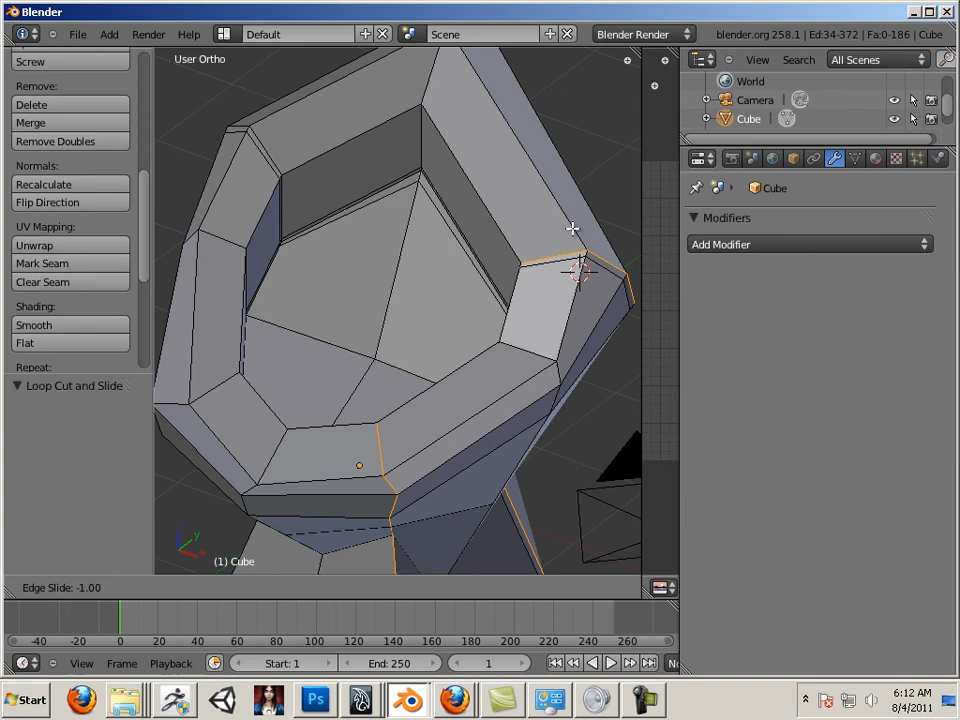 Blender
File Add Render Help Default Scene Blender Render blender.org 258.1 | Ed:34-372 | Fa:0-186 | Cube
User Ortho
View Search All Scenes
Screw
World
Remove:
Delete
Camera
Merge
Cube
Remove Doubles
Normals:
Recalculate
Cube
Flip Direction
Modifiers
UV Mapping:
Unwrap
Add Modifier
Mark Seam
Clear Seam
Shading:
Smooth
Flat
Repeat:
Loop Cut and Slide
z
y
x
(1) Cube
Edge Slide: -1.00
-40 -20 0 20 40 60 80 100 120 140 160 180 200 220 240 260
View Frame Playback Start: 1 End: 250 1 No
Start Ps 6:12 AM
8/4/2011